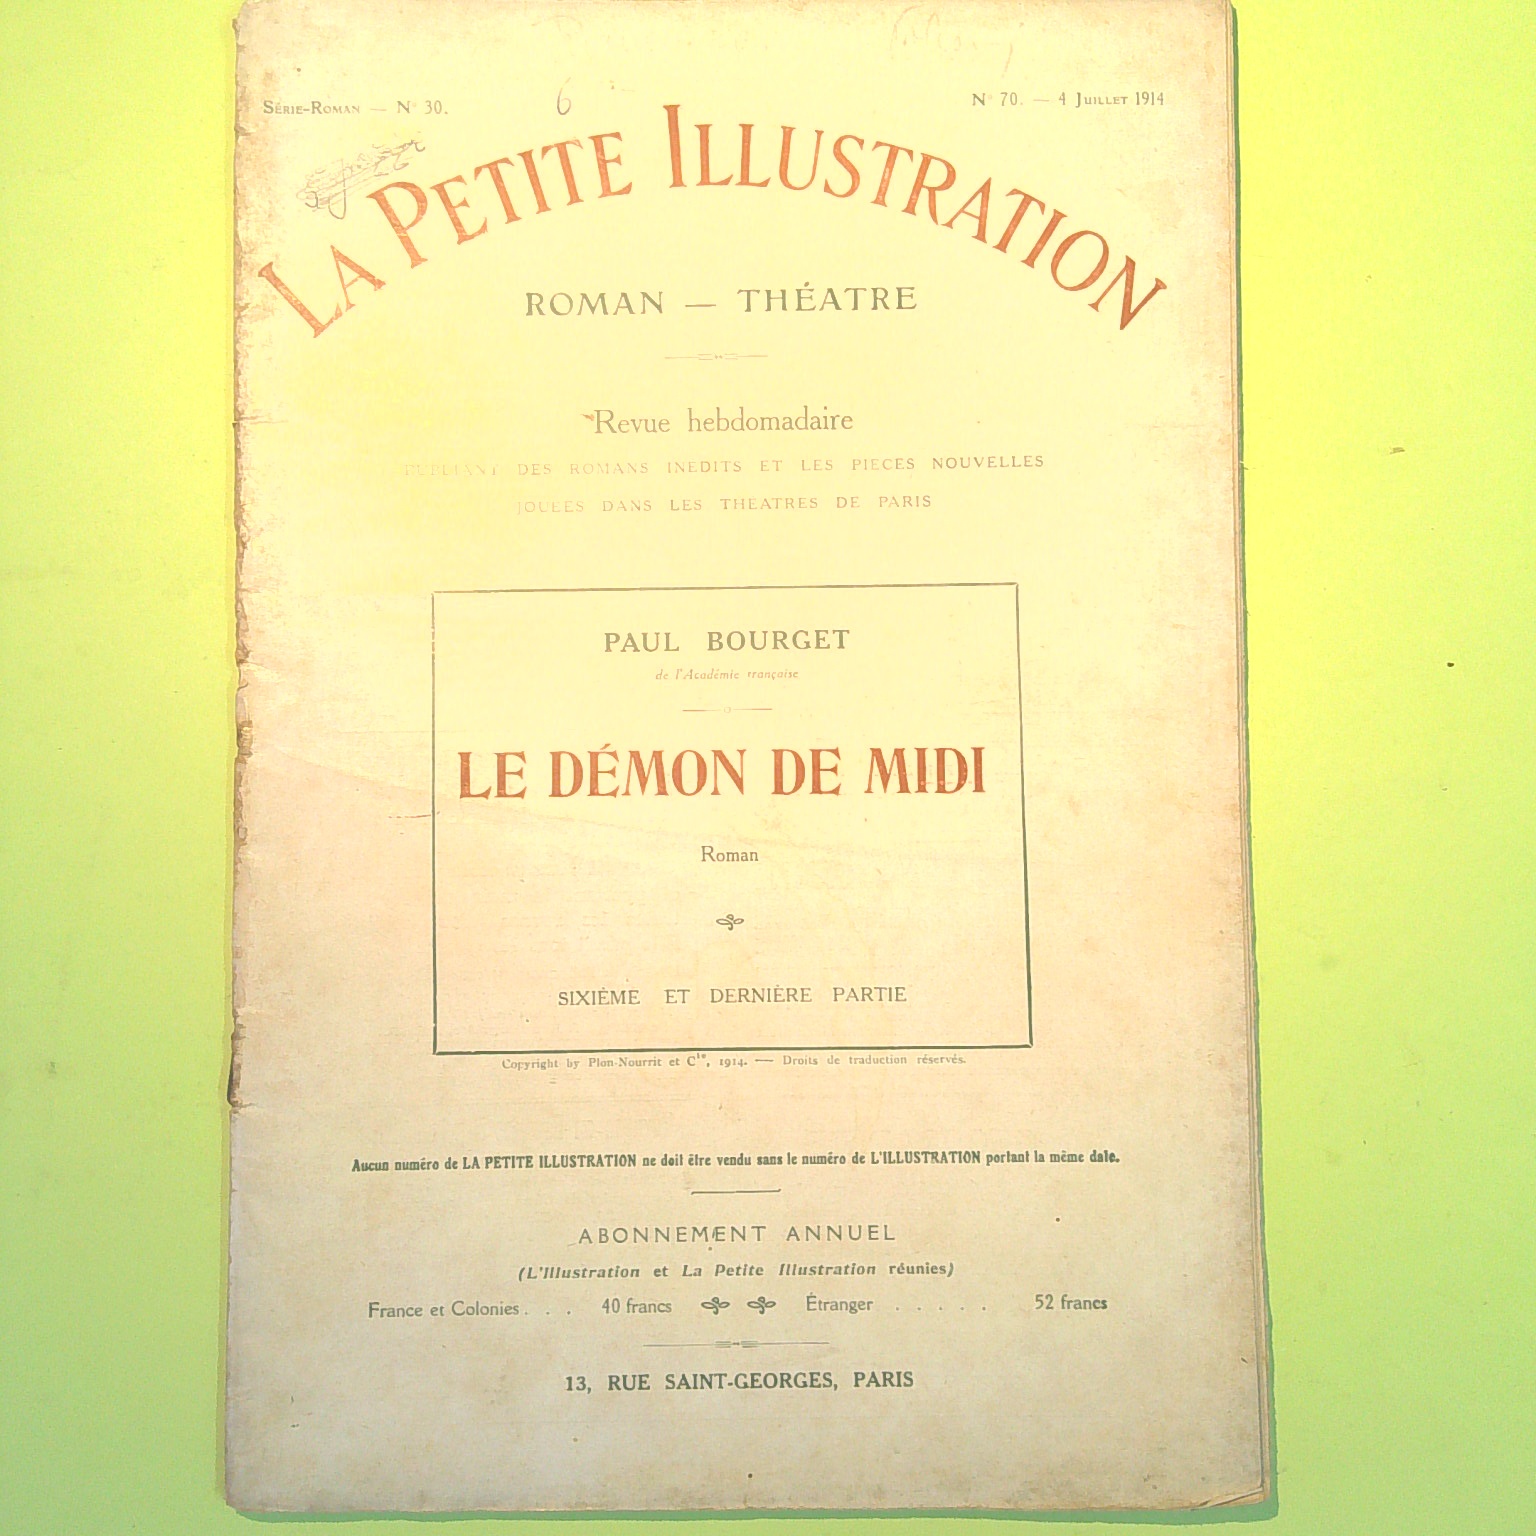 SÉRIE-ROMAN — N° 30.
6
N° 70. — 4 JUILLET 1914
LA PETITE ILLUSTRATION
ROMAN — THÉATRE
Revue hebdomadaire
PUBLIANT DES ROMANS INEDITS ET LES PIECES NOUVELLES
JOUEES DANS LES THEATRES DE PARIS
PAUL BOURGET
de l'Académie française
LE DÉMON DE MIDI
Roman
SIXIÈME ET DERNIÈRE PARTIE
Copyright by Plon-Nourrit et Cie, 1914. — Droits de traduction réservés.
Aucun numéro de LA PETITE ILLUSTRATION ne doit être vendu sans le numéro de L'ILLUSTRATION portant la même date.
ABONNEMENT ANNUEL
(L'Illustration et La Petite Illustration réunies)
France et Colonies . . . 40 francs Étranger . . . . . 52 francs
13, RUE SAINT-GEORGES, PARIS